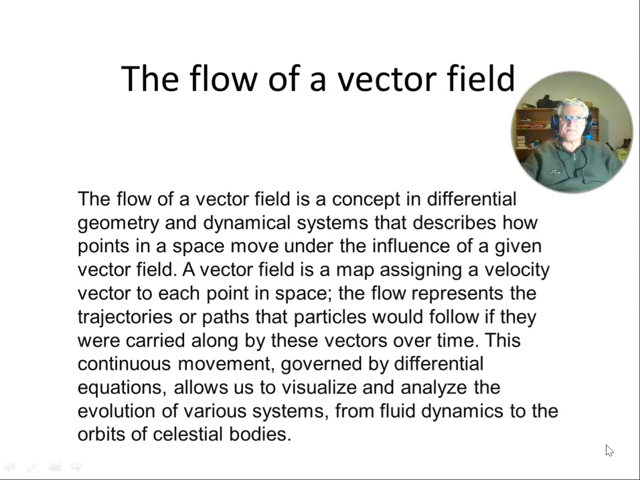 The flow of a vector field
The flow of a vector field is a concept in differential
geometry and dynamical systems that describes how
points in a space move under the influence of a given
vector field. A vector field is a map assigning a velocity
vector to each point in space; the flow represents the
trajectories or paths that particles would follow if they
were carried along by these vectors over time. This
continuous movement, governed by differential
equations, allows us to visualize and analyze the
evolution of various systems, from fluid dynamics to the
orbits of celestial bodies.